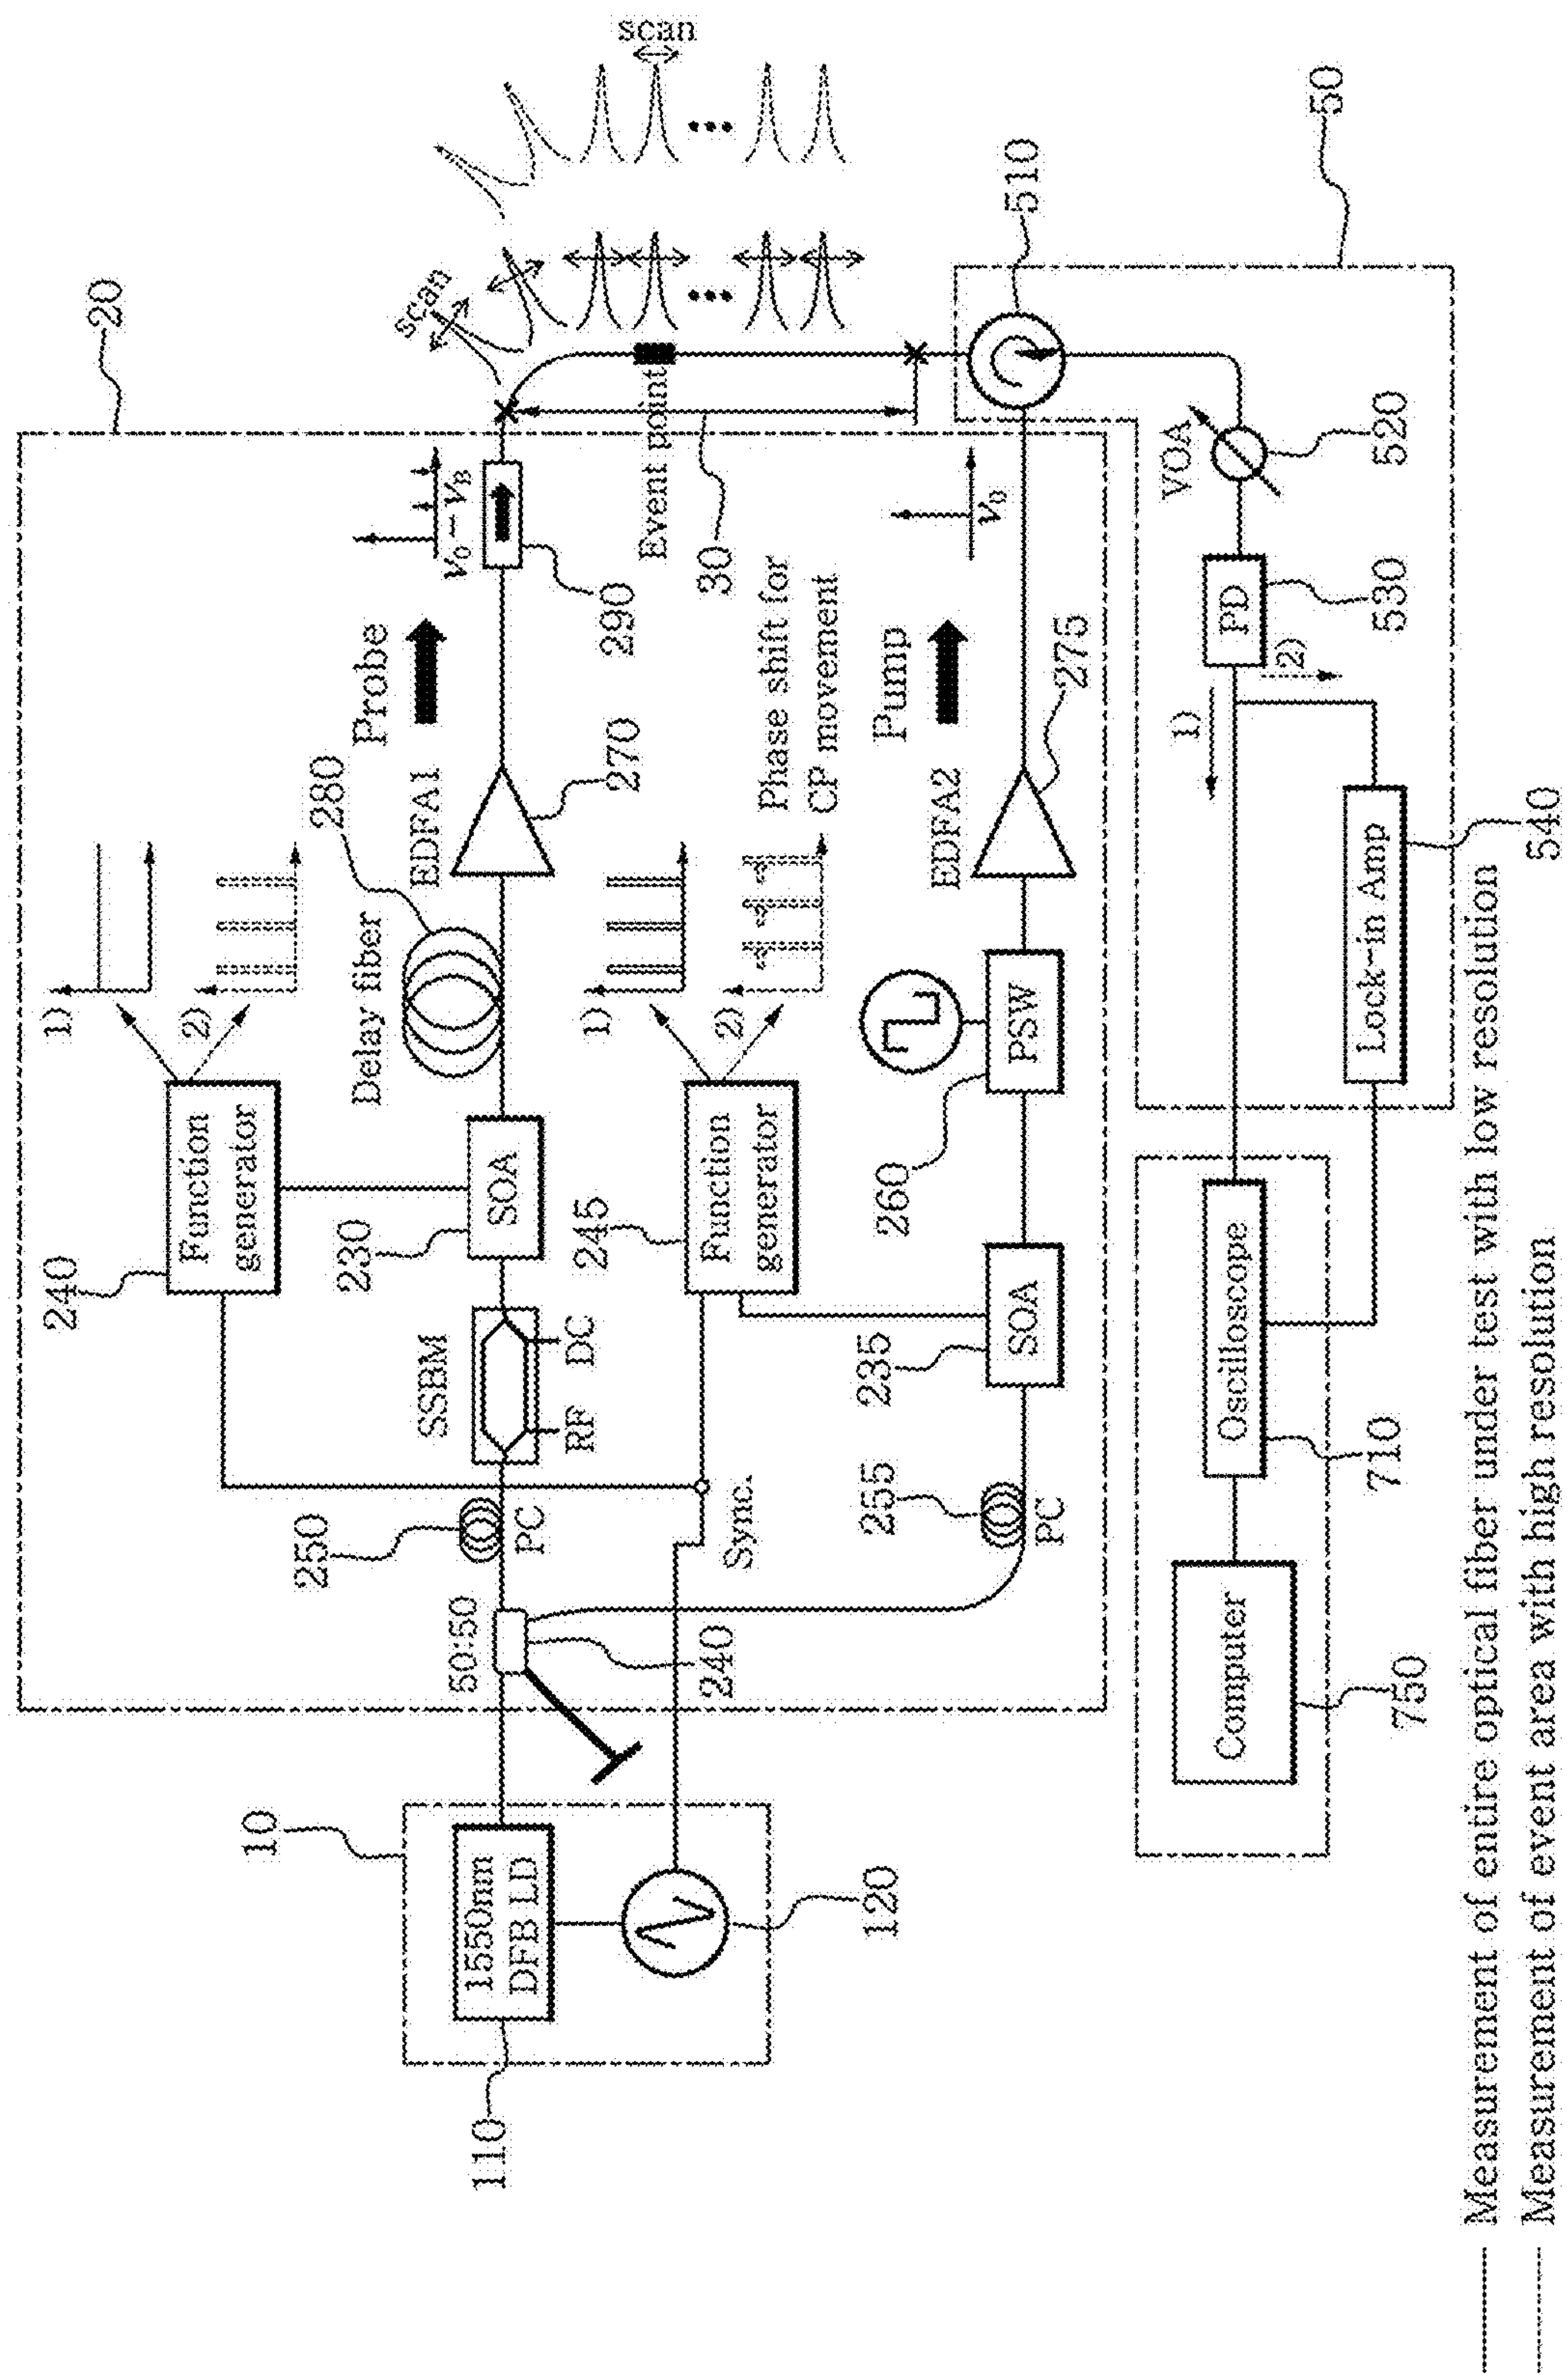 10
110
1550nm
DFB LD
120
20
50:50
240
250
PC
SSBM
RF
DC
240
Function
generator
1)
2)
230
SOA
Delay fiber
280
EDFA1
270
Probe
ν₀ − νB
290
Sync.
245
Function
generator
1)
2)
Phase shift for
CP movement
255
PC
235
SOA
260
PSW
EDFA2
275
Pump
ν₀
30
Event point
scan
scan
50
510
VOA
520
PD
530
1)
2)
Lock-in Amp
540
Oscilloscope
710
Computer
750
Measurement of entire optical fiber under test with low resolution
Measurement of event area with high resolution